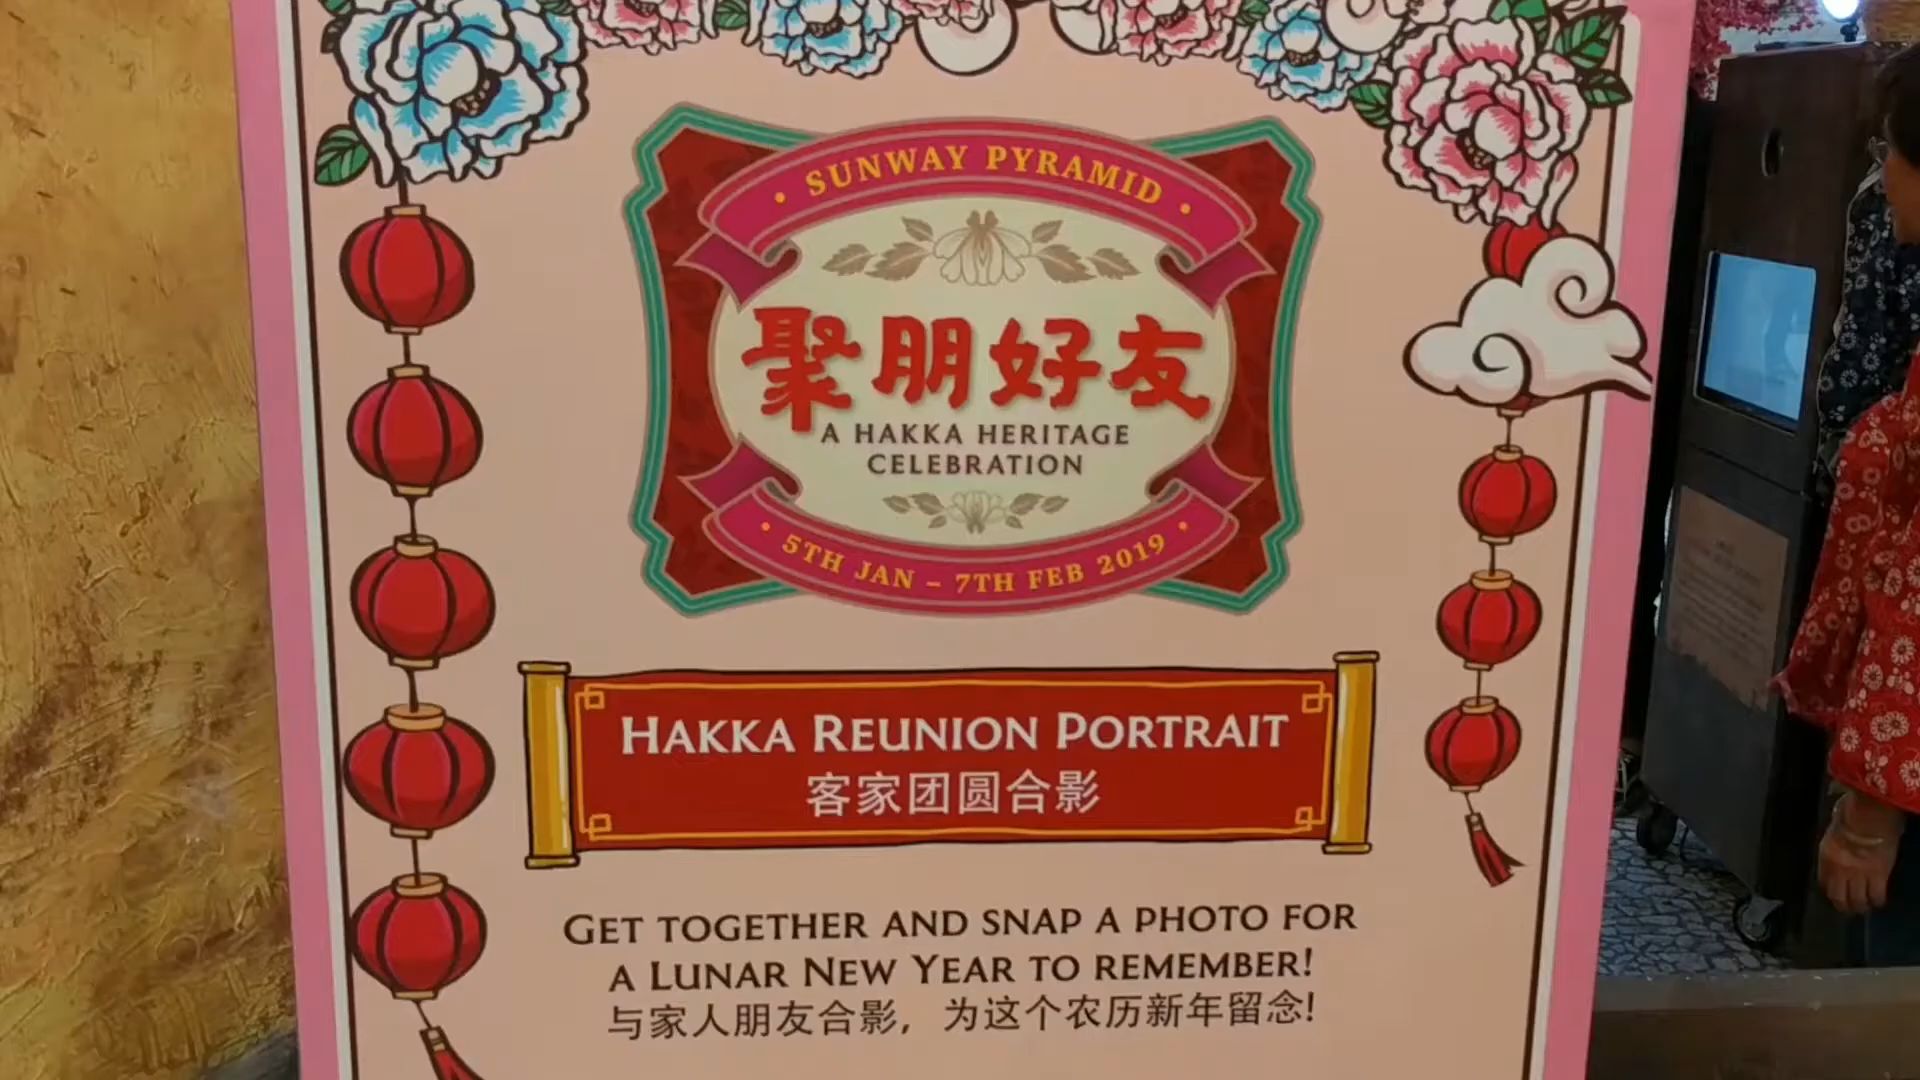 • SUNWAY PYRAMID •
聚朋好友
A HAKKA HERITAGE
CELEBRATION
• 5TH JAN – 7TH FEB 2019 •
HAKKA REUNION PORTRAIT
客家团圆合影
GET TOGETHER AND SNAP A PHOTO FOR
A LUNAR NEW YEAR TO REMEMBER!
与家人朋友合影，为这个农历新年留念!